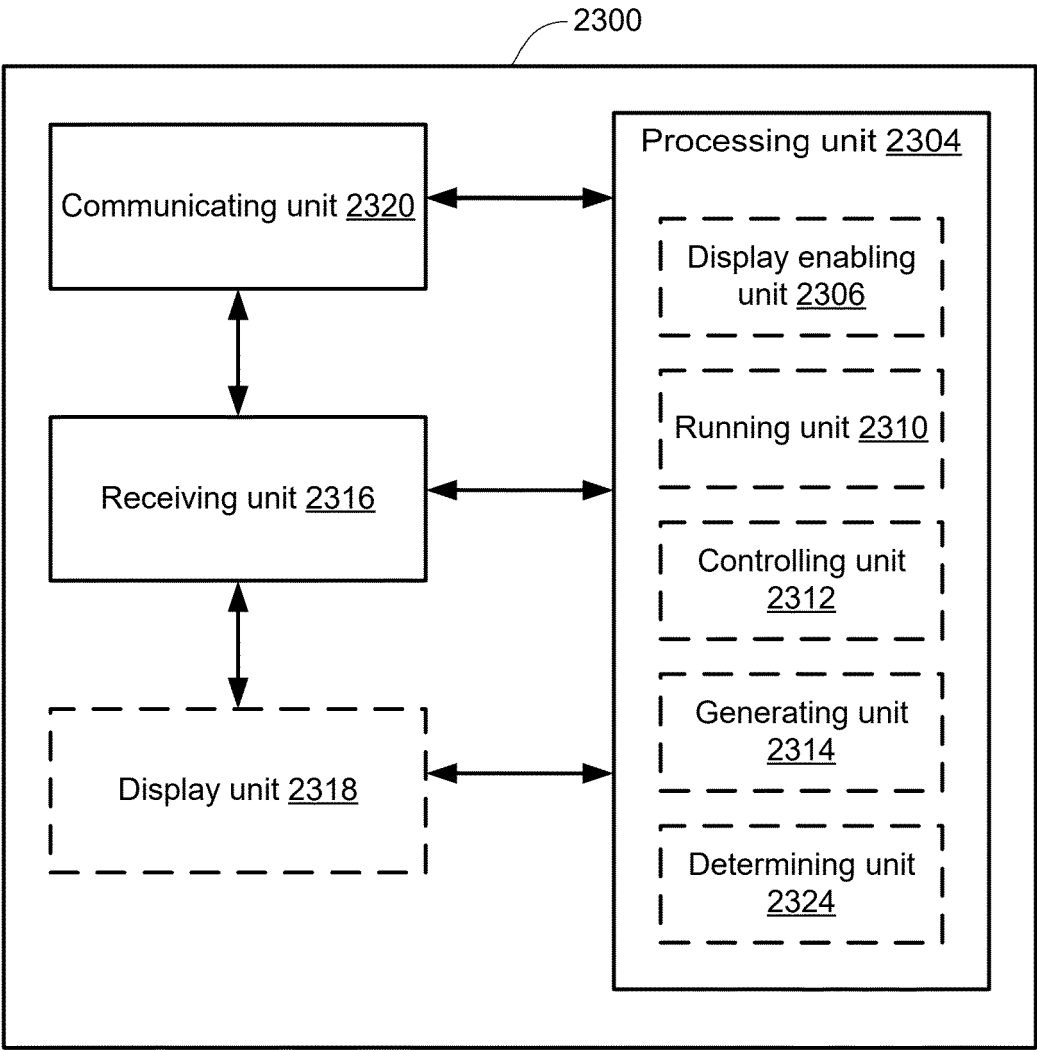 2300
Communicating unit 2320
Receiving unit 2316
Display unit 2318
Processing unit 2304
Display enabling
unit 2306
Running unit 2310
Controlling unit
2312
Generating unit
2314
Determining unit
2324